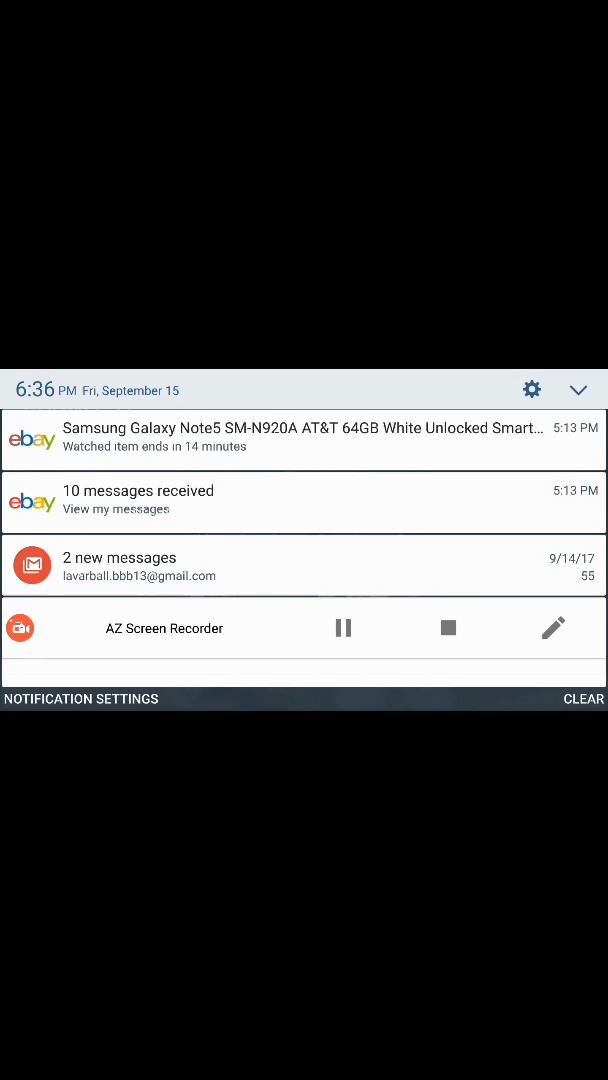 6:36 PM Fri, September 15
ebay
Samsung Galaxy Note5 SM-N920A AT&T 64GB White Unlocked Smart... 5:13 PM
Watched item ends in 14 minutes
ebay
10 messages received 5:13 PM
View my messages
2 new messages 9/14/17
lavarball.bbb13@gmail.com 55
AZ Screen Recorder
NOTIFICATION SETTINGS CLEAR